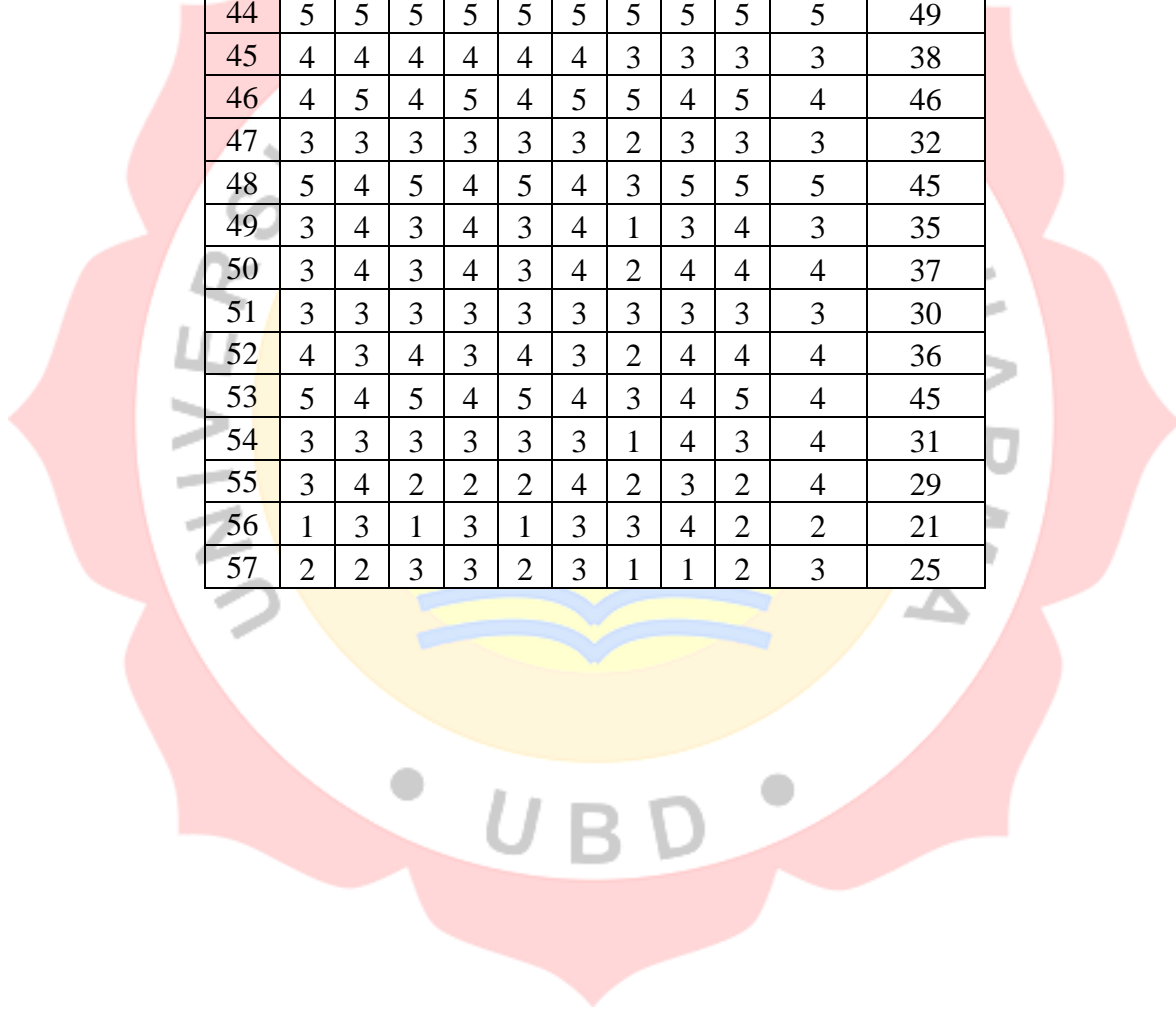 44 5 5 5 5 5 5 5 5 5 5 49
45 4 4 4 4 4 4 3 3 3 3 38
46 4 5 4 5 4 5 5 4 5 4 46
47 3 3 3 3 3 3 2 3 3 3 32
48 5 4 5 4 5 4 3 5 5 5 45
49 3 4 3 4 3 4 1 3 4 3 35
50 3 4 3 4 3 4 2 4 4 4 37
51 3 3 3 3 3 3 3 3 3 3 30
52 4 3 4 3 4 3 2 4 4 4 36
53 5 4 5 4 5 4 3 4 5 4 45
54 3 3 3 3 3 3 1 4 3 4 31
55 3 4 2 2 2 4 2 3 2 4 29
56 1 3 1 3 1 3 3 4 2 2 21
57 2 2 3 3 2 3 1 1 2 3 25
UBD